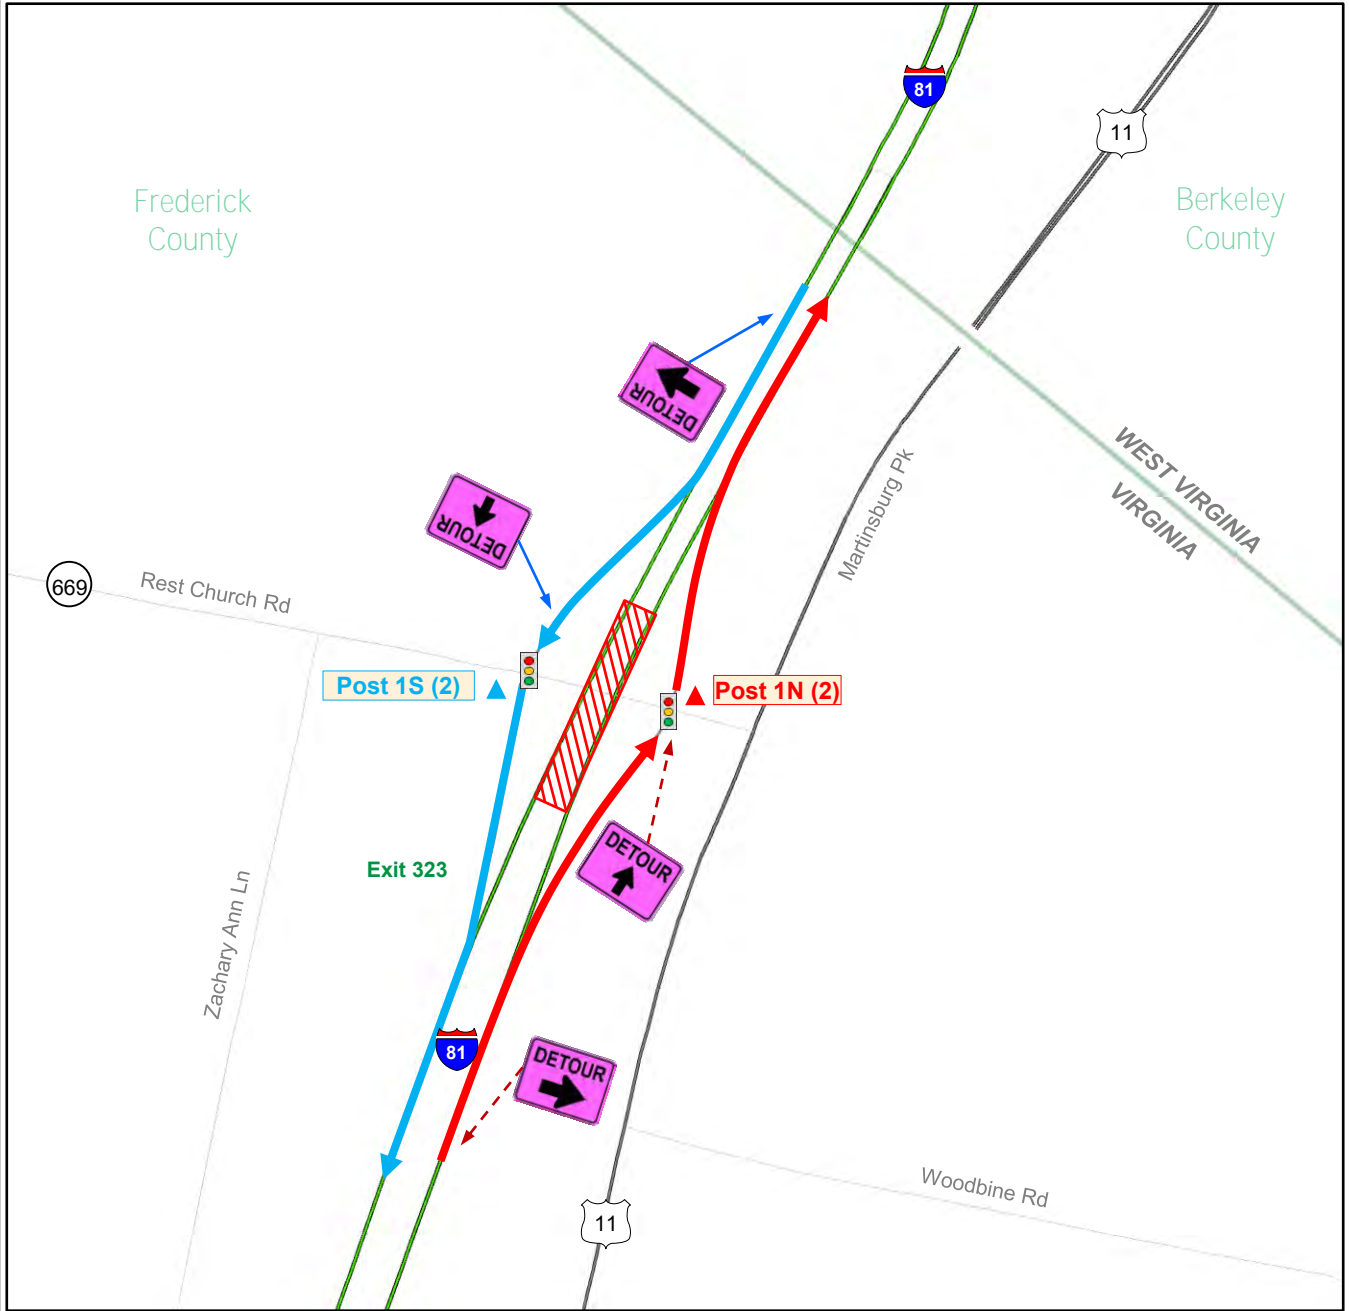 81
11
Frederick
County
Berkeley
County
DETOUR
WEST VIRGINIA
VIRGINIA
Martinsburg Pk
DETOUR
669
Rest Church Rd
Post 1S (2)
Post 1N (2)
DETOUR
Exit 323
Zachary Ann Ln
81
DETOUR
Woodbine Rd
11